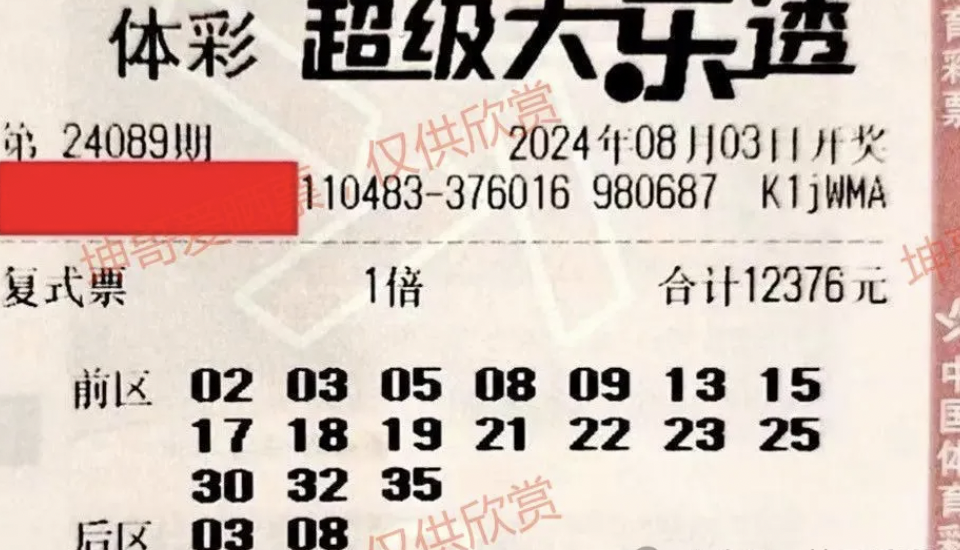 体彩 超级大乐透
第 24089期 2024年08月03日开奖
110483-376016 980687 K1jWMA
复式票 1倍 合计12376元
前区 02 03 05 08 09 13 15
17 18 19 21 22 23 25
30 32 35
后区 03 08
仅供欣赏
坤哥爱
仅供欣赏
坤
育彩票
中国体育彩